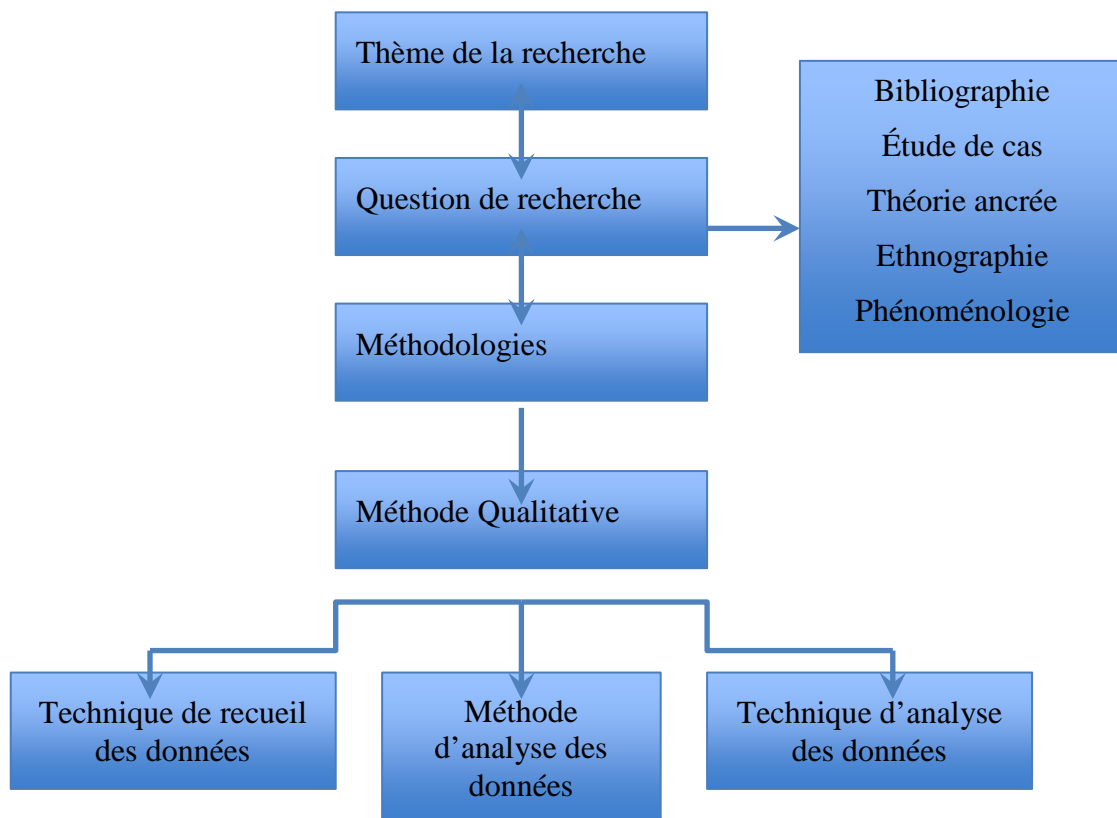 Thème de la recherche
Bibliographie
Étude de cas
Théorie ancrée
Ethnographie
Phénoménologie
Question de recherche
Méthodologies
Méthode Qualitative
Technique de recueil
des données
Méthode
d’analyse des
données
Technique d’analyse
des données